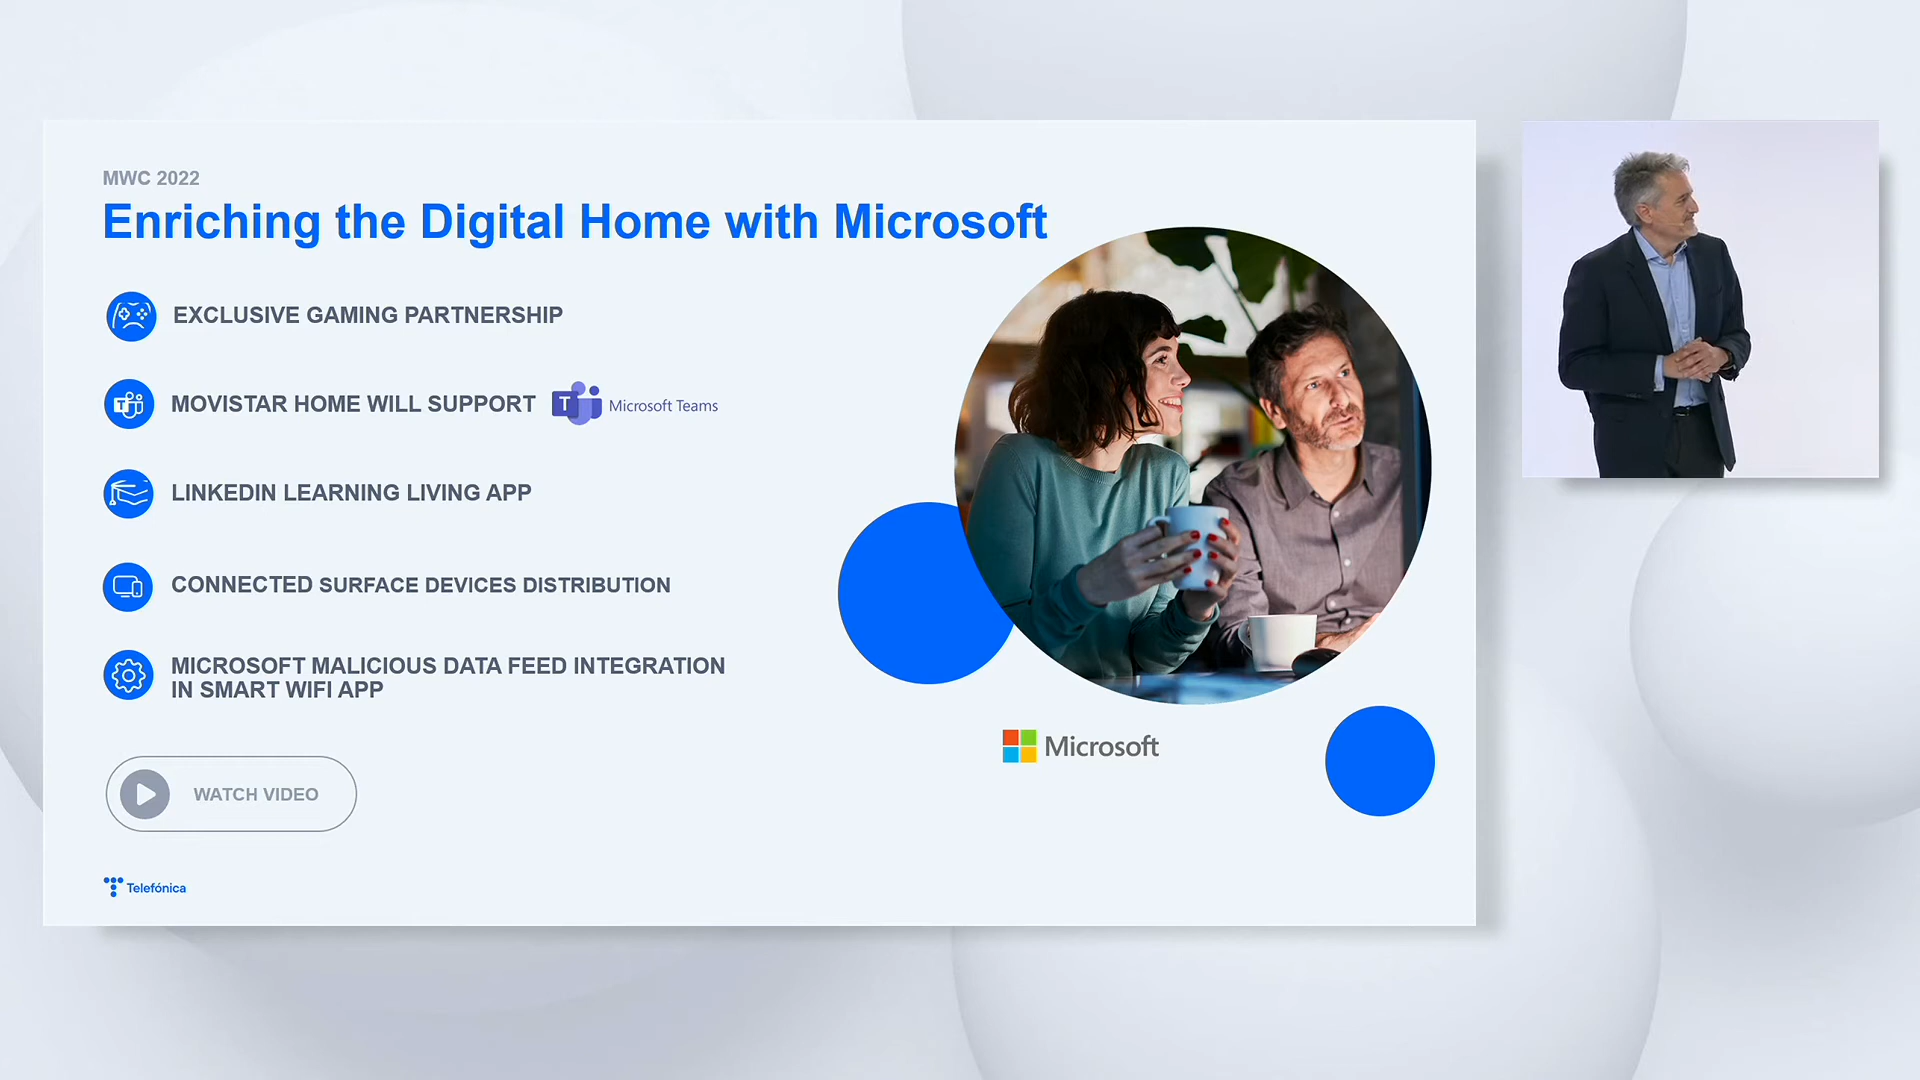 MWC 2022
Enriching the Digital Home with Microsoft
EXCLUSIVE GAMING PARTNERSHIP
MOVISTAR HOME WILL SUPPORT T Microsoft Teams
LINKEDIN LEARNING LIVING APP
CONNECTED SURFACE DEVICES DISTRIBUTION
MICROSOFT MALICIOUS DATA FEED INTEGRATION
IN SMART WIFI APP
Microsoft
WATCH VIDEO
Telefónica